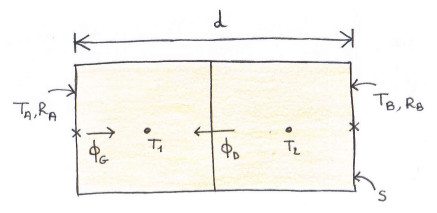 d
T_A, R_A
T_B, R_B
ϕ_G
T_1
ϕ_D
T_2
S